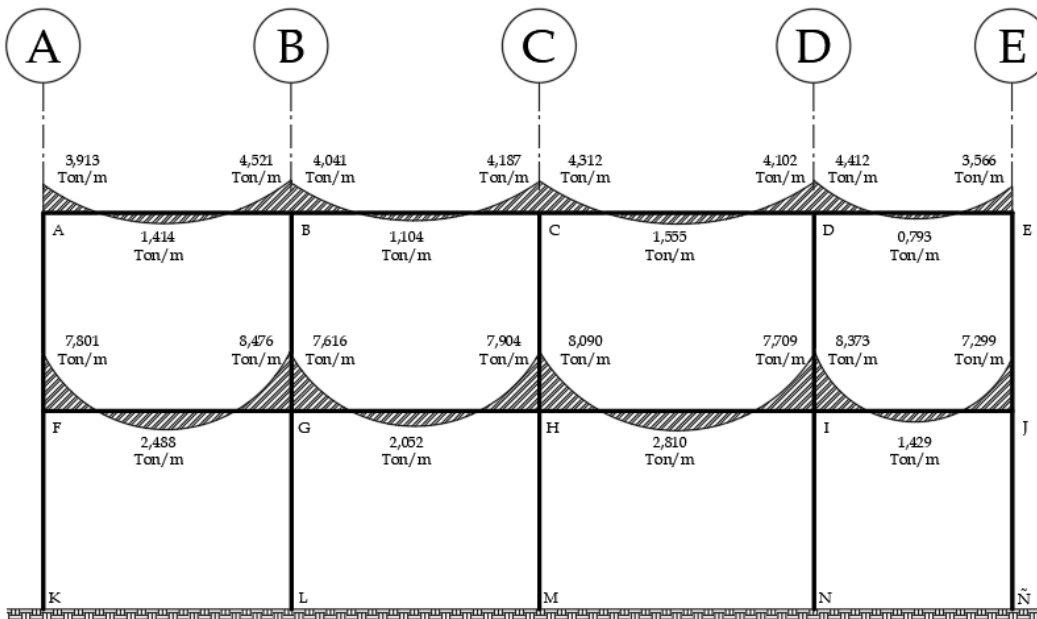 A B C D E
3,913 4,521 4,041 4,187 4,312 4,102 4,412 3,566
Ton/m Ton/m Ton/m Ton/m Ton/m Ton/m Ton/m Ton/m
A 1,414 B 1,104 C 1,555 D 0,793 E
Ton/m Ton/m Ton/m Ton/m
7,801 8,476 7,616 7,904 8,090 7,709 8,373 7,299
Ton/m Ton/m Ton/m Ton/m Ton/m Ton/m Ton/m Ton/m
F G H I J
2,488 2,052 2,810 1,429
Ton/m Ton/m Ton/m Ton/m
K L M N Ñ